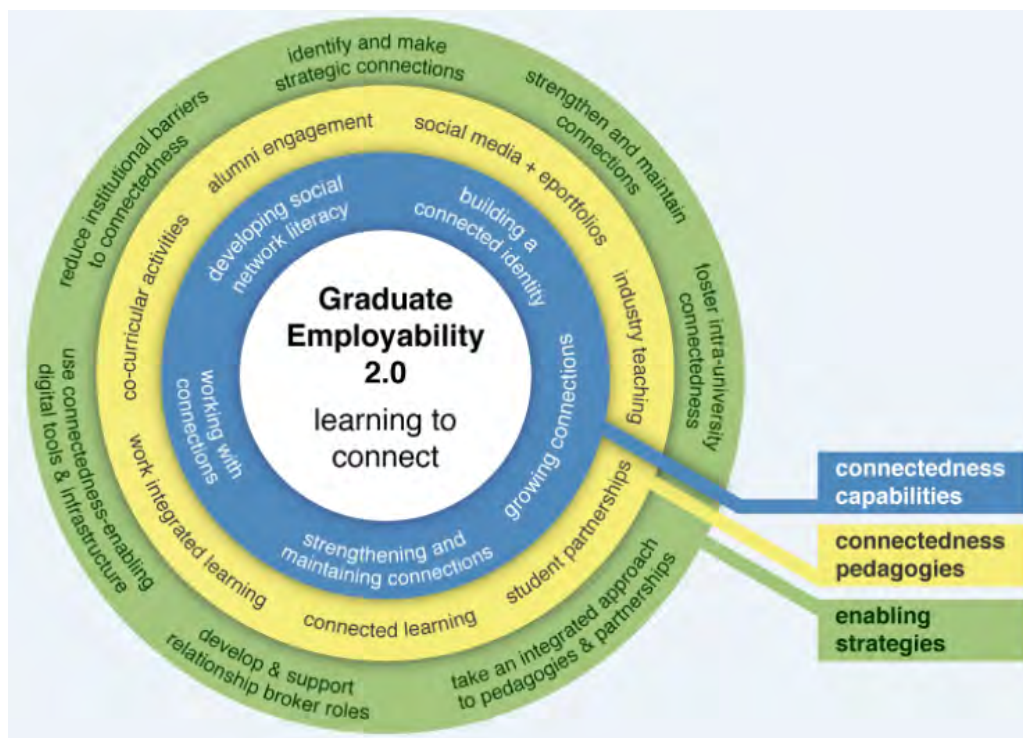 identify and make
strategic connections
strengthen and maintain
connections
foster intra-university
connectedness
take an integrated approach
to pedagogies & partnerships
develop & support
relationship broker roles
use connectedness-enabling
digital tools & infrastructure
reduce institutional barriers
to connectedness
alumni engagement
social media + eportfolios
industry teaching
student partnerships
connected learning
work integrated learning
co-curricular activities
developing social
network literacy
building a
connected identity
growing connections
strengthening and
maintaining connections
working with
connections
Graduate
Employability
2.0
learning to
connect
connectedness
capabilities
connectedness
pedagogies
enabling
strategies